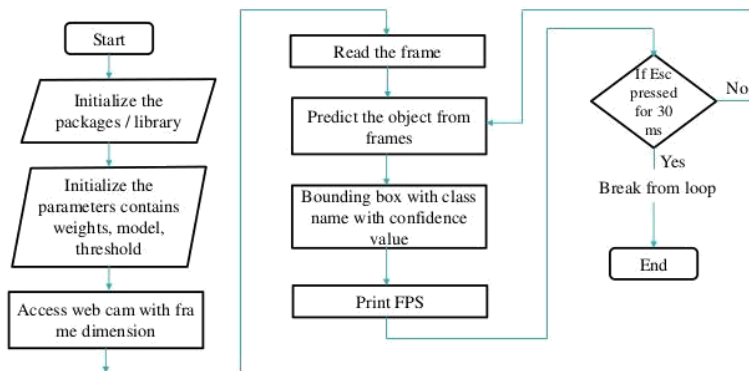 Start
Initialize the
packages / library
Initialize the
parameters contains
weights, model,
threshold
Access web cam with fra
me dimension
Read the frame
Predict the object from
frames
Bounding box with class
name with confidence
value
Print FPS
If Esc
pressed
for 30
ms
No
Yes
Break from loop
End